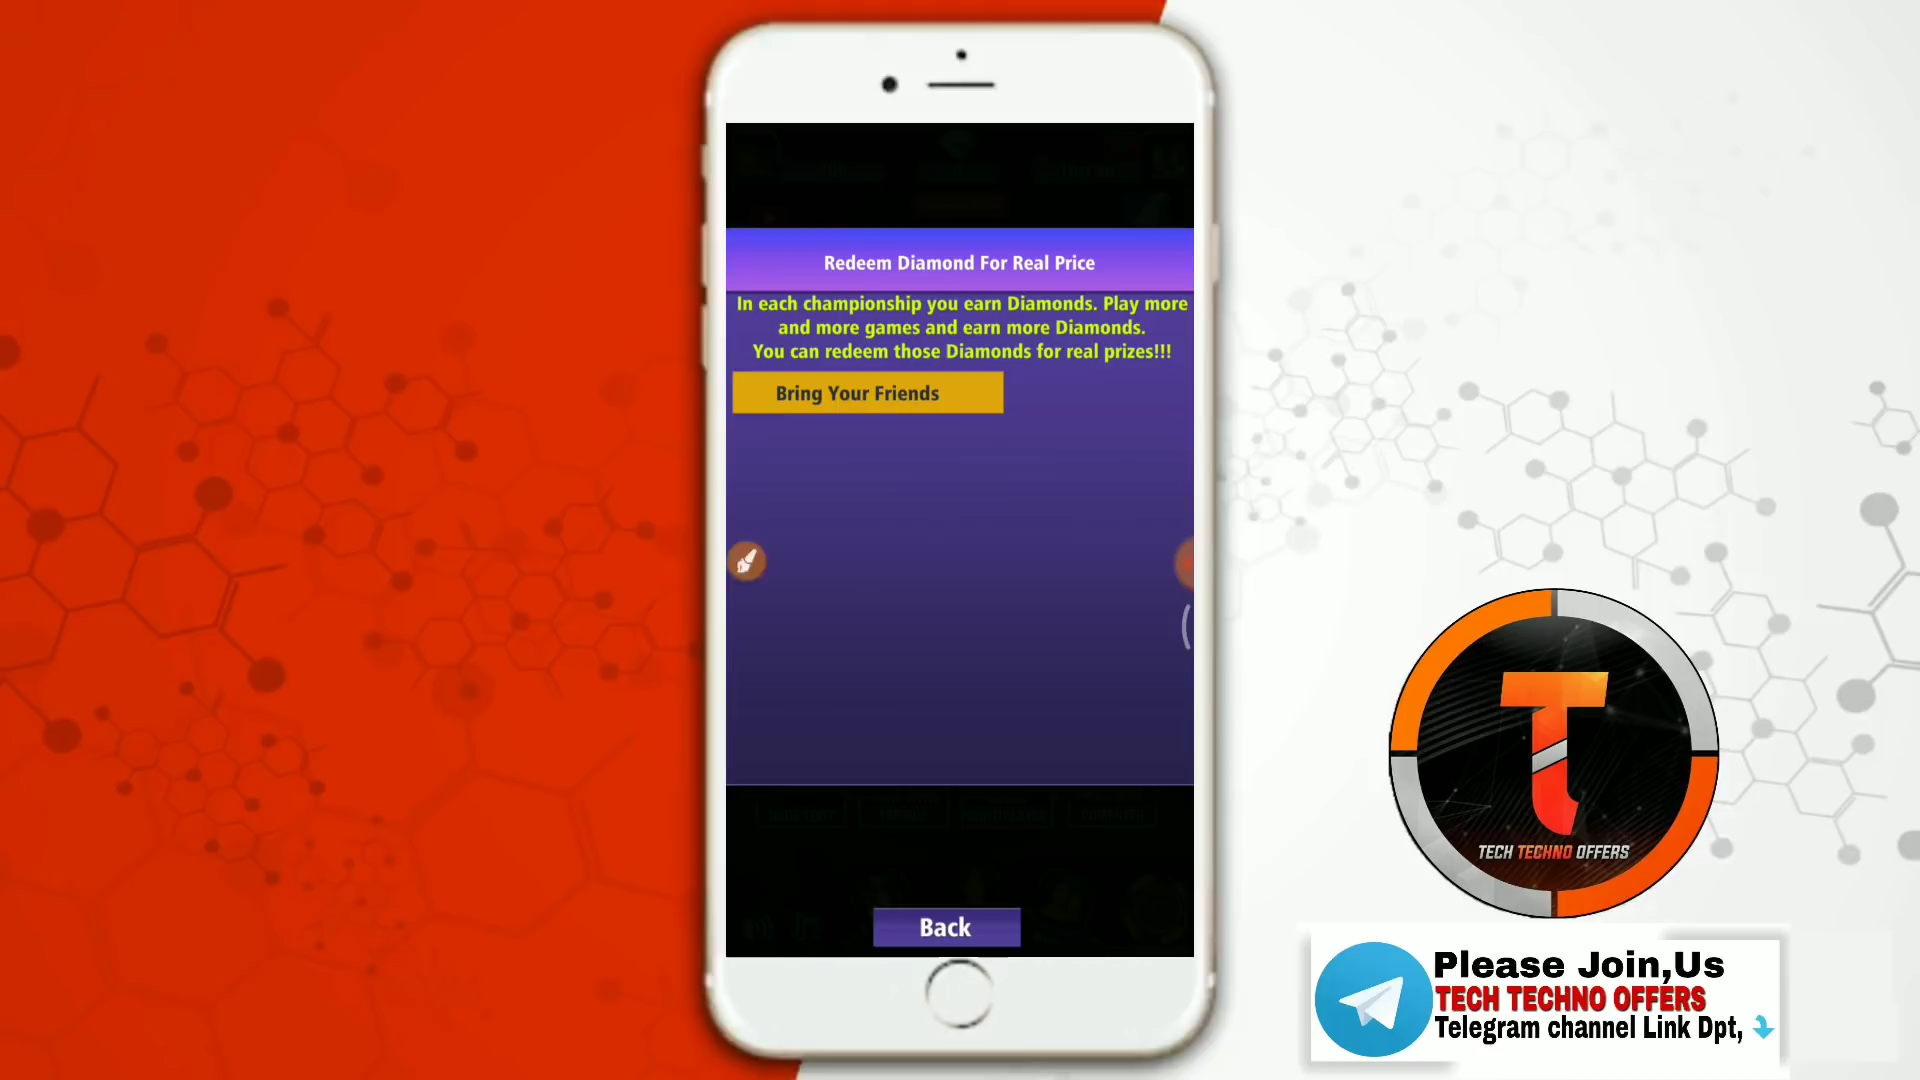 Redeem Diamond For Real Price
In each championship you earn Diamonds. Play more
and more games and earn more Diamonds.
You can redeem those Diamonds for real prizes!!!
Bring Your Friends
Back
TECH TECHNO OFFERS
Please Join,Us
TECH TECHNO OFFERS
Telegram channel Link Dpt,